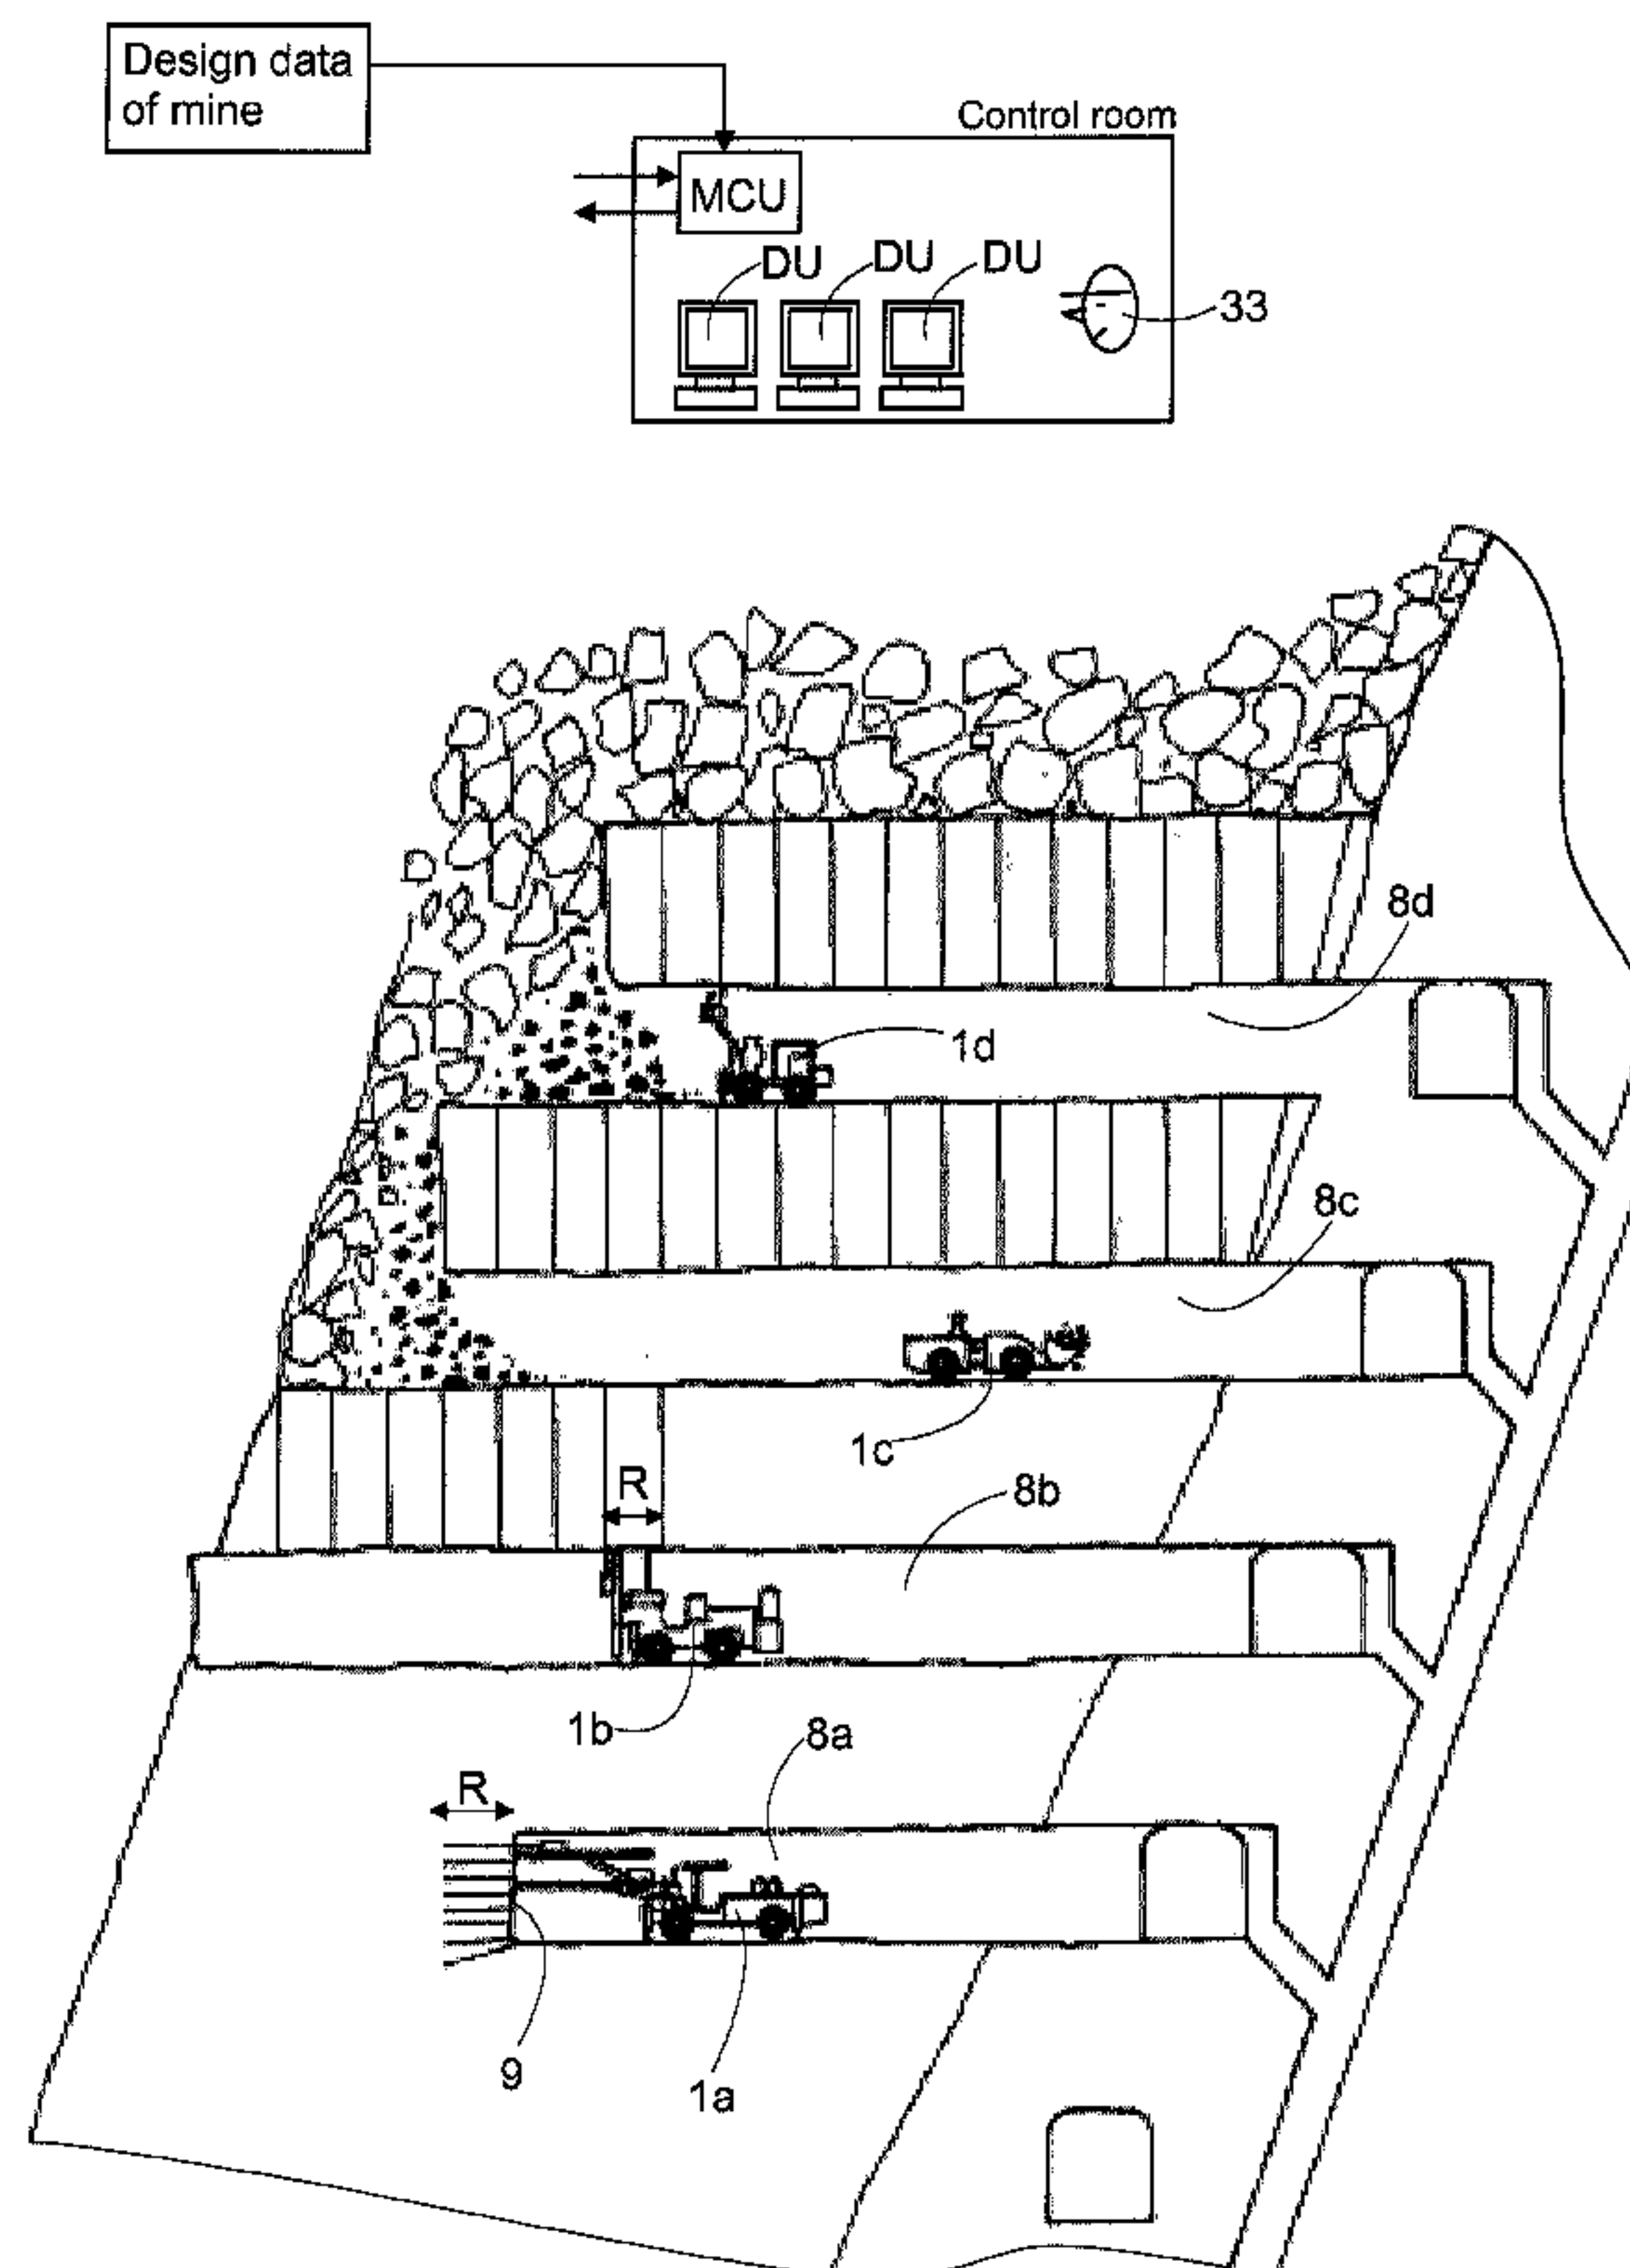 Design data
of mine
Control room
MCU
DU DU DU
33
8d
1d
8c
1c
R
8b
1b
8a
R
9
1a